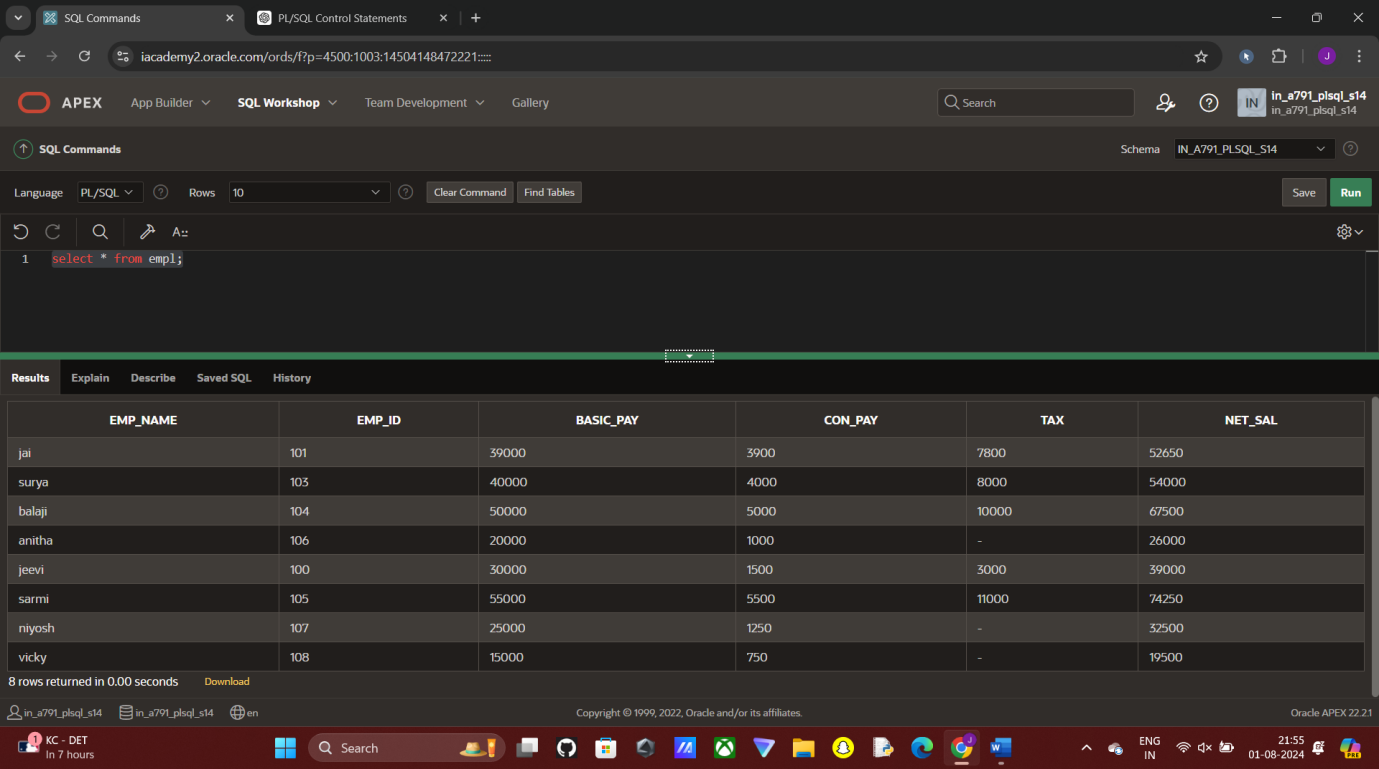 SQL Commands
PL/SQL Control Statements
iacademy2.oracle.com/ords/f?p=4500:1003:14504148472221:::::
J
APEX App Builder SQL Workshop Team Development Gallery
Search
IN
in_a791_plsql_s14
in_a791_plsql_s14
SQL Commands
Schema IN_A791_PLSQL_S14
Language PL/SQL Rows 10 Clear Command Find Tables Save Run
1 select * from empl;
Results Explain Describe Saved SQL History
EMP_NAME EMP_ID BASIC_PAY CON_PAY TAX NET_SAL
jai 101 39000 3900 7800 52650
surya 103 40000 4000 8000 54000
balaji 104 50000 5000 10000 67500
anitha 106 20000 1000 - 26000
jeevi 100 30000 1500 3000 39000
sarmi 105 55000 5500 11000 74250
niyosh 107 25000 1250 - 32500
vicky 108 15000 750 - 19500
8 rows returned in 0.00 seconds Download
in_a791_plsql_s14 in_a791_plsql_s14 en Copyright © 1999, 2022, Oracle and/or its affiliates. Oracle APEX 22.2.1
1
KC - DET
In 7 hours
Search
ENG
IN
21:55
01-08-2024
PRE